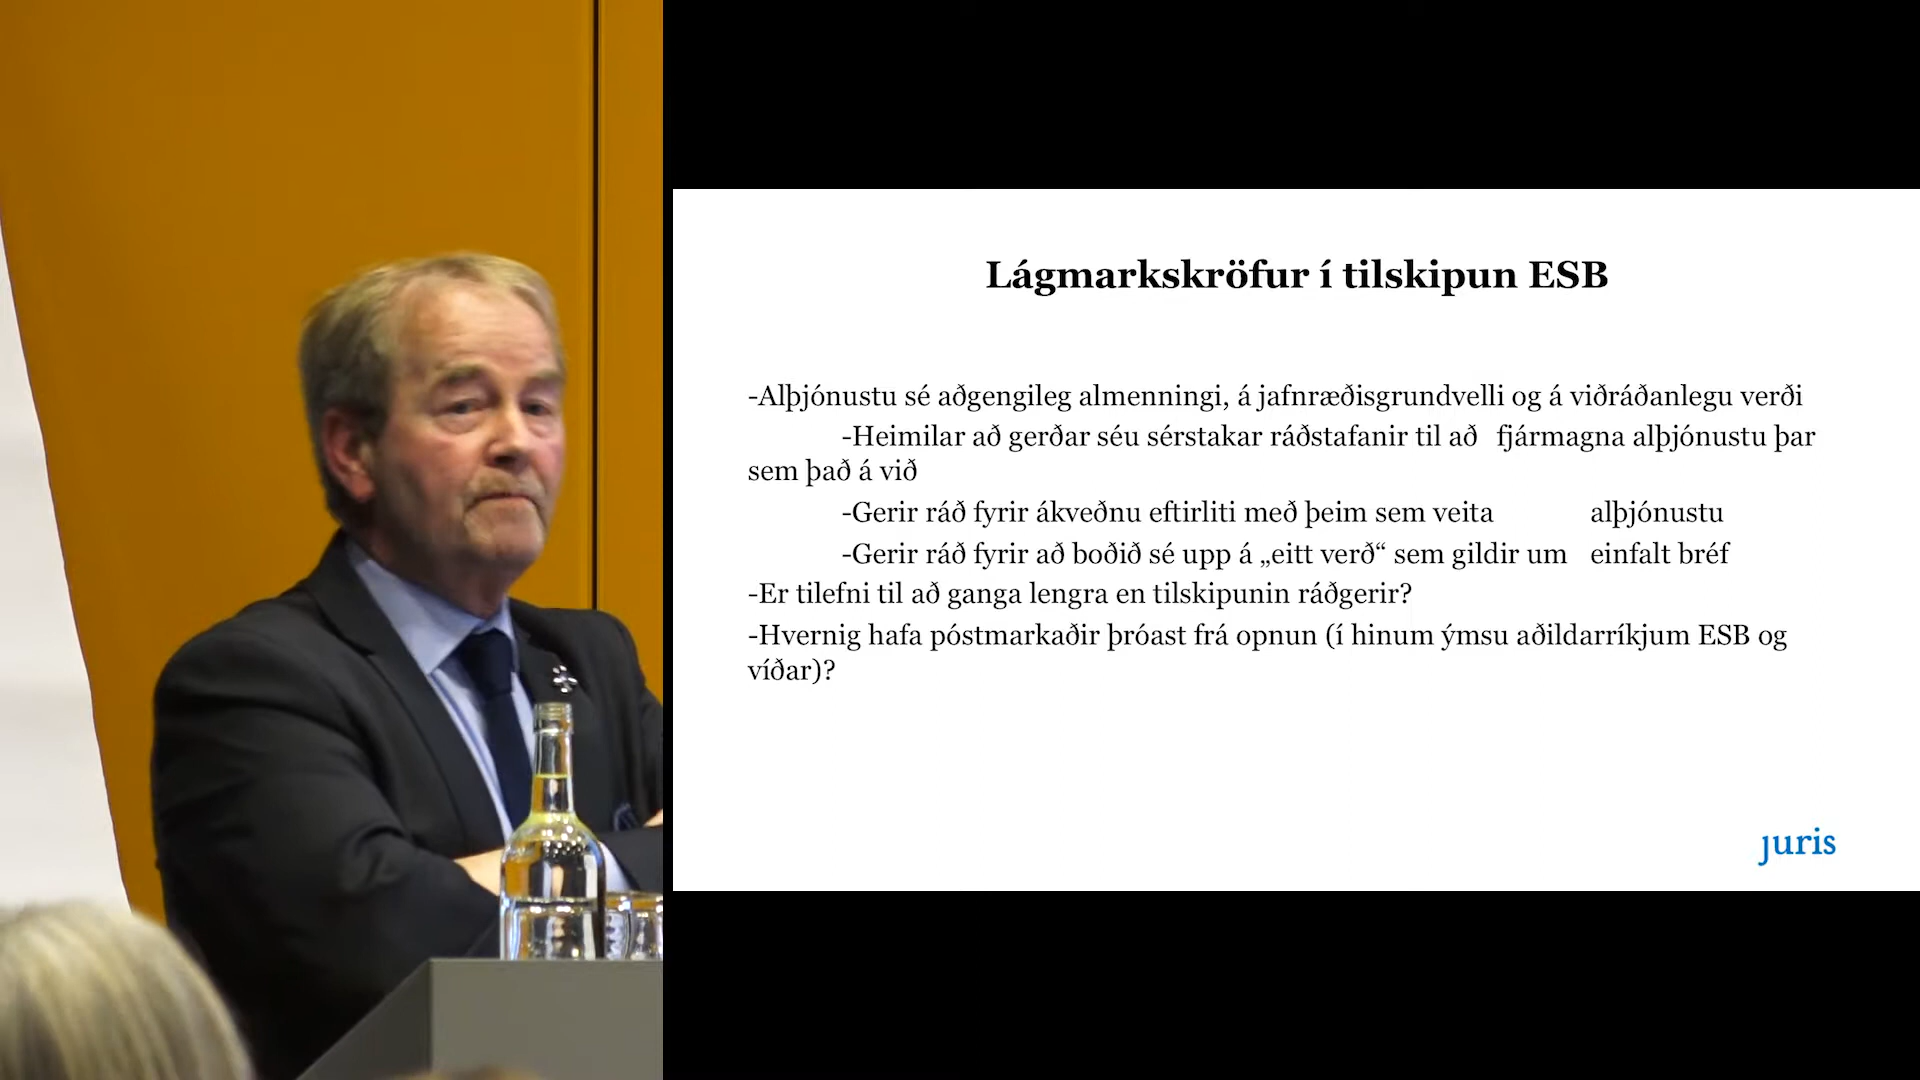 Lágmarkskröfur í tilskipun ESB
-Alþjónustu sé aðgengileg almenningi, á jafnræðisgrundvelli og á viðráðanlegu verði
-Heimilar að gerðar séu sérstakar ráðstafanir til að fjármagna alþjónustu þar
sem það á við
-Gerir ráð fyrir ákveðnu eftirliti með þeim sem veita alþjónustu
-Gerir ráð fyrir að boðið sé upp á „eitt verð“ sem gildir um einfalt bréf
-Er tilefni til að ganga lengra en tilskipunin ráðgerir?
-Hvernig hafa póstmarkaðir þróast frá opnun (í hinum ýmsu aðildarríkjum ESB og
víðar)?
juris